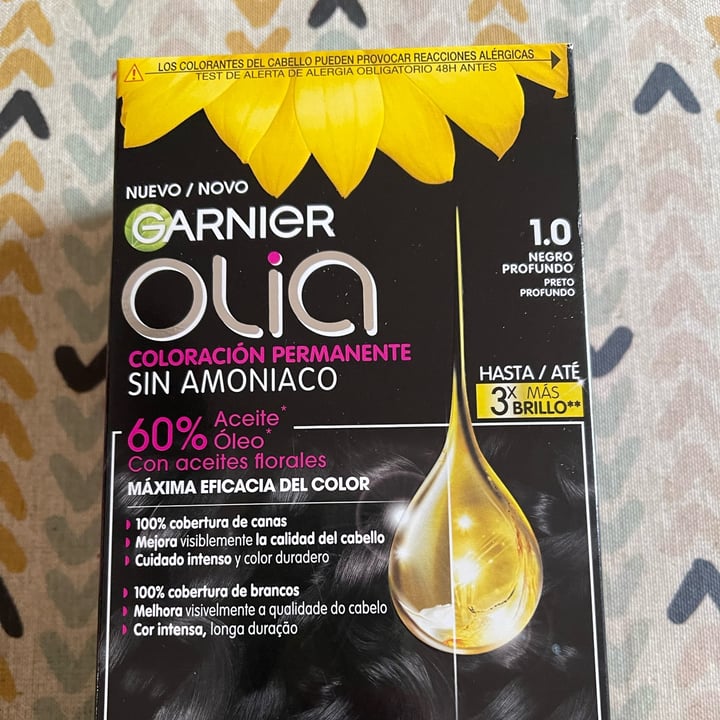 LOS COLORANTES DEL CABELLO PUEDEN PROVOCAR REACCIONES ALÉRGICAS
TEST DE ALERTA DE ALERGIA OBLIGATORIO 48H ANTES
NUEVO / NOVO
GARNIER
OLIA
COLORACIÓN PERMANENTE
SIN AMONIACO
1.0
NEGRO
PROFUNDO
PRETO
PROFUNDO
HASTA / ATÉ
3X MÁS
BRILLO**
60% Aceite*
Óleo*
Con aceites florales
MÁXIMA EFICACIA DEL COLOR
100% cobertura de canas
Mejora visiblemente la calidad del cabello
Cuidado intenso y color duradero
100% cobertura de brancos
Melhora visivelmente a qualidade do cabelo
Cor intensa, longa duração